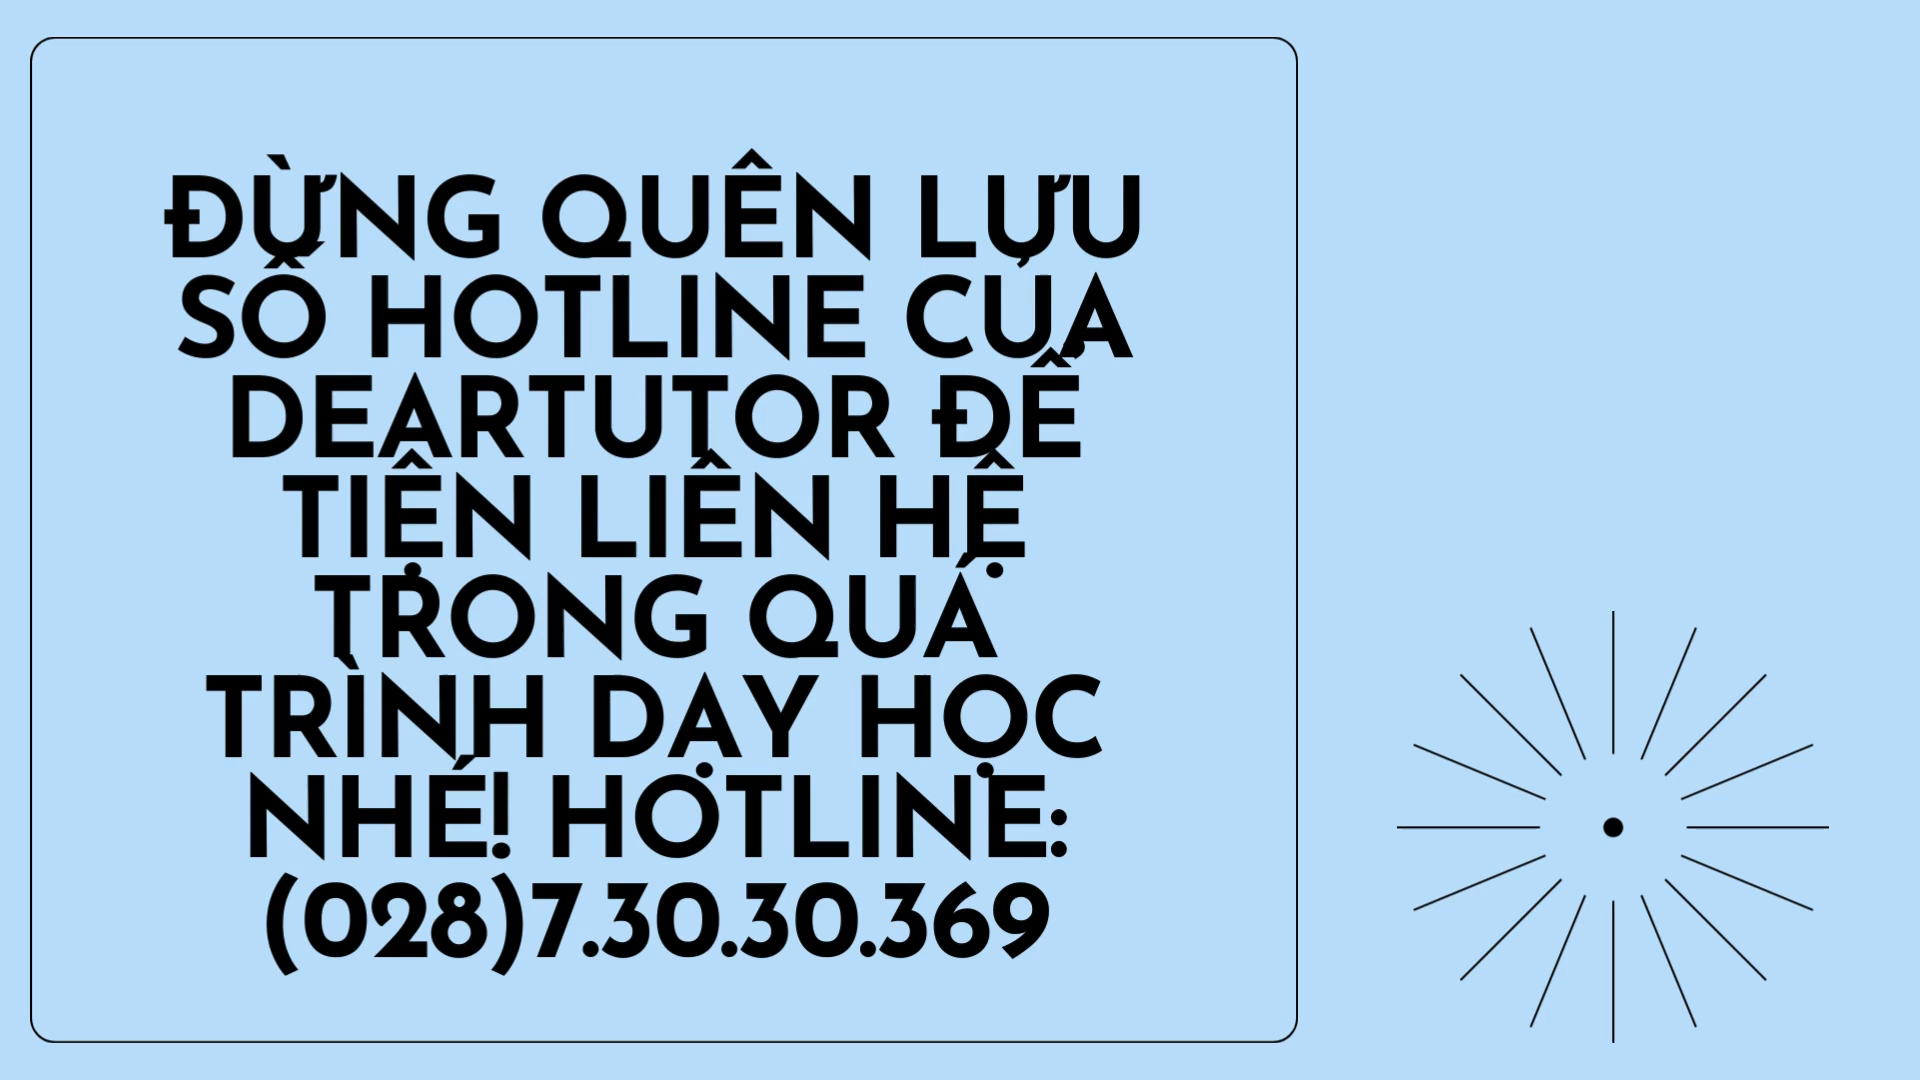 ĐỪNG QUÊN LƯU
SỐ HOTLINE CỦA
DEARTUTOR ĐỂ
TIỆN LIÊN HỆ
TRONG QUÁ
TRÌNH DẠY HỌC
NHÉ! HOTLINE:
(028)7.30.30.369